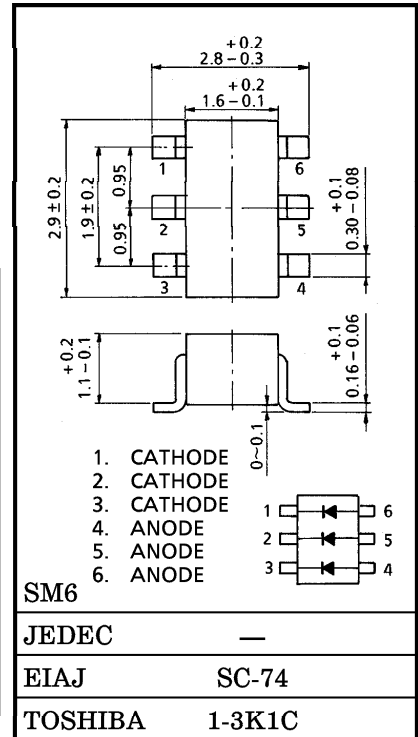 +0.2
2.8−0.3
+0.2
1.6−0.1
1
6
2
5
3
4
2.9±0.2
1.9±0.2
0.95
0.95
+0.1
0.30−0.08
+0.2
1.1−0.1
+0.1
0.16−0.06
0~0.1
1. CATHODE
2. CATHODE
3. CATHODE
4. ANODE
5. ANODE
6. ANODE
1 6
2 5
3 4
SM6
JEDEC —
EIAJ SC-74
TOSHIBA 1-3K1C